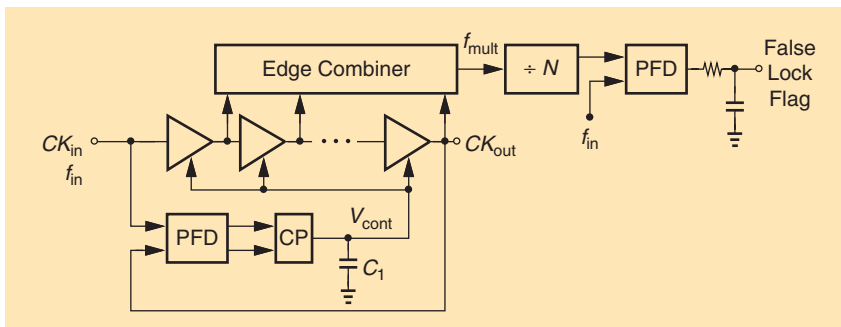 Edge Combiner
f_mult
÷ N
PFD
False
Lock
Flag
f_in
CK_in
f_in
CK_out
PFD
CP
V_cont
C_1